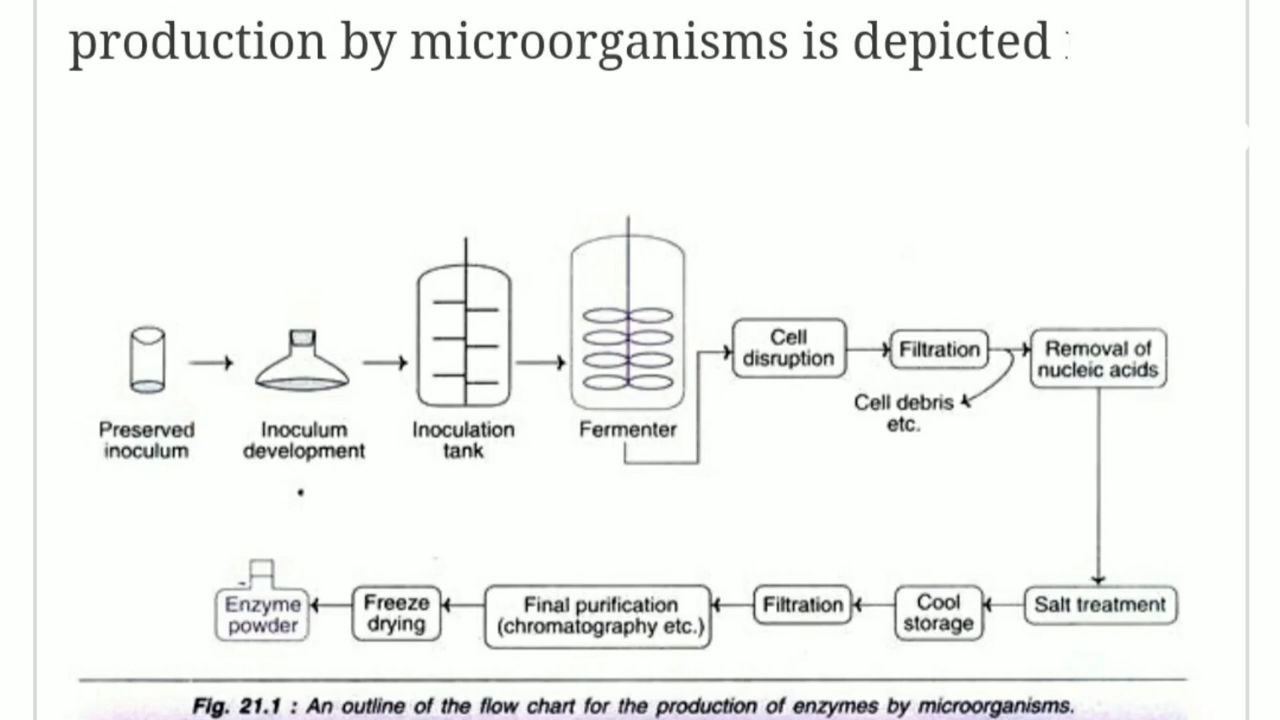 production by microorganisms is depicted
Preserved
inoculum
Inoculum
development
Inoculation
tank
Fermenter
Cell
disruption
Filtration
Cell debris
etc.
Removal of
nucleic acids
Salt treatment
Cool
storage
Filtration
Final purification
(chromatography etc.)
Freeze
drying
Enzyme
powder
Fig. 21.1 : An outline of the flow chart for the production of enzymes by microorganisms.